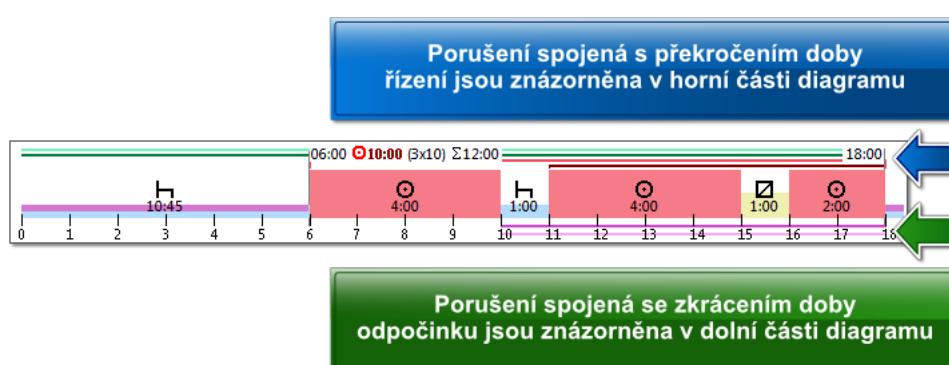 Porušení spojená s překročením doby
řízení jsou znázorněna v horní části diagramu
06:00 10:00 (3x10) Σ12:00 18:00
10:45 4:00 1:00 4:00 1:00 2:00
0 1 2 3 4 5 6 7 8 9 10 11 12 13 14 15 16 17 18
Porušení spojená se zkrácením doby
odpočinku jsou znázorněna v dolní části diagramu